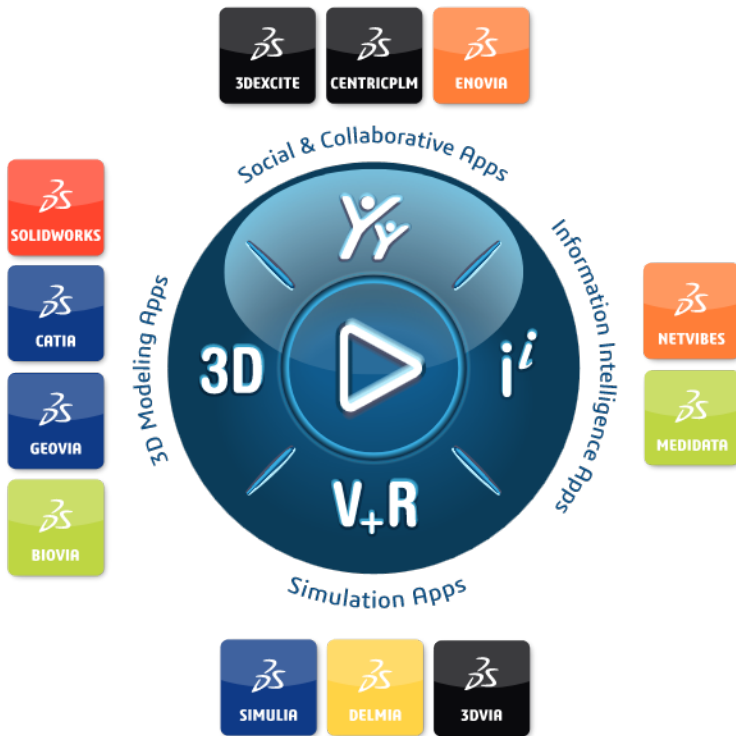 3DEXCITE
CENTRICPLM
ENOVIA
Social & Collaborative Apps
SOLIDWORKS
CATIA
GEOVIA
BIOVIA
3D Modeling Apps
3D
i i
V+R
Information Intelligence Apps
NETVIBES
MEDIDATA
Simulation Apps
SIMULIA
DELMIA
3DVIA